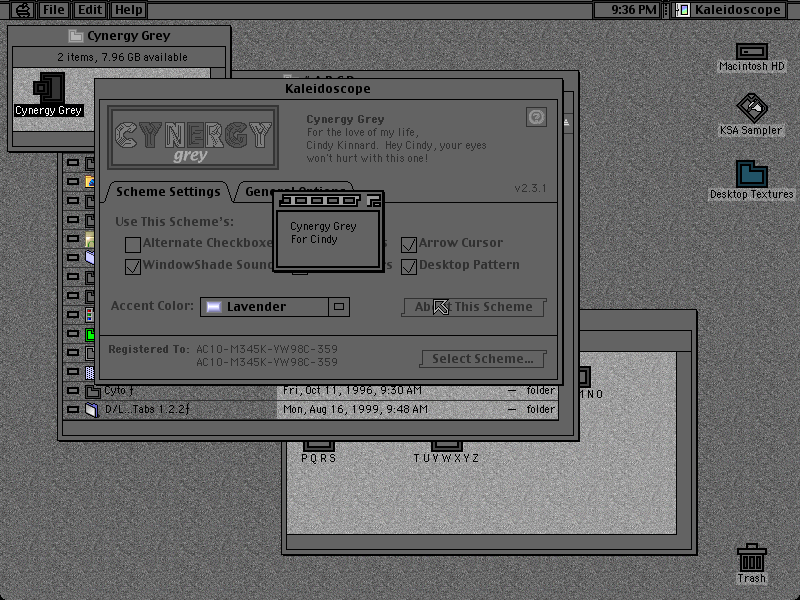 File Edit Help
9:36 PM
Kaleidoscope
Cynergy Grey
2 items, 7.96 GB available
Cynergy Grey
Kaleidoscope
CYNERGY
grey
Cynergy Grey
For the love of my life,
Cindy Kinnard. Hey Cindy, your eyes
won't hurt with this one!
v2.3.1
Scheme Settings
General Options
Use This Scheme's:
Alternate Checkboxe
Arrow Cursor
WindowShade Soun
Desktop Pattern
Cynergy Grey
For Cindy
Accent Color:
Lavender
About This Scheme
Registered To: AC10-M345K-YW98C-359
AC10-M345K-YW98C-359
Select Scheme...
Cyto ƒ
Fri, Oct 11, 1996, 9:30 AM
— folder
D/L ..Tabs 1.2.2ƒ
Mon, Aug 16, 1999, 9:48 AM
— folder
MNO
PQRS
TUVWXYZ
Macintosh HD
KSA Sampler
Desktop Textures
Trash